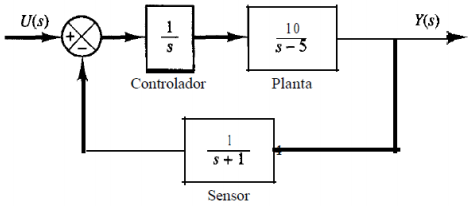 U(s)
Y(s)
+
−
1
s
10
s − 5
Controlador
Planta
1
s + 1
Sensor